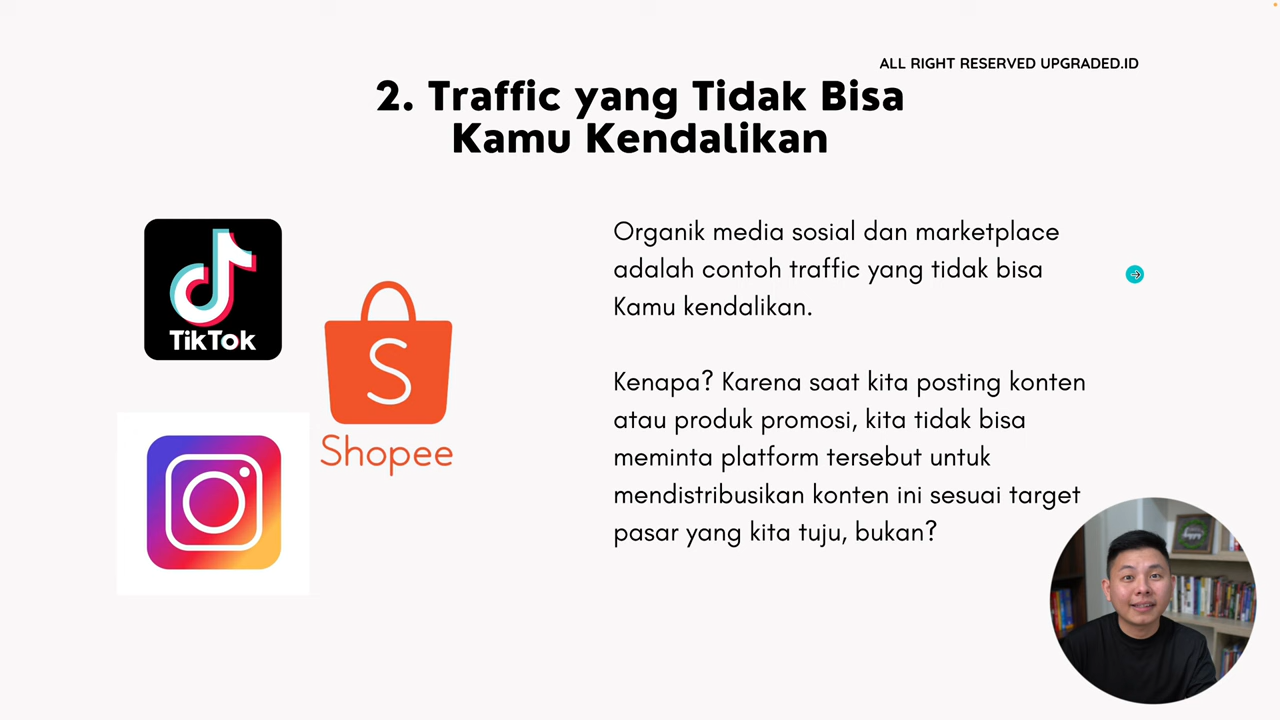 ALL RIGHT RESERVED UPGRADED.ID
2. Traffic yang Tidak Bisa
Kamu Kendalikan
TikTok
S
Shopee
Organik media sosial dan marketplace
adalah contoh traffic yang tidak bisa
Kamu kendalikan.
Kenapa? Karena saat kita posting konten
atau produk promosi, kita tidak bisa
meminta platform tersebut untuk
mendistribusikan konten ini sesuai target
pasar yang kita tuju, bukan?